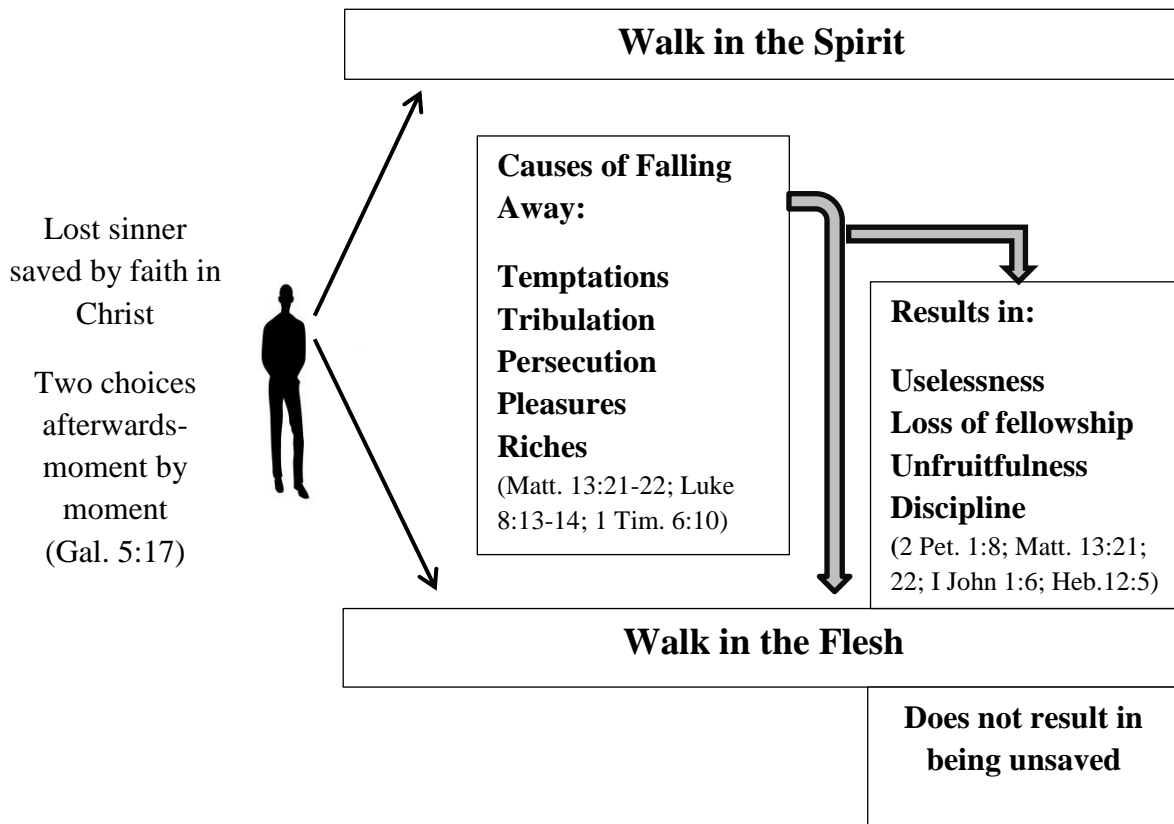 Walk in the Spirit
Lost sinner
saved by faith in
Christ
Two choices
afterwards-
moment by
moment
(Gal. 5:17)
Causes of Falling
Away:
Temptations
Tribulation
Persecution
Pleasures
Riches
(Matt. 13:21-22; Luke
8:13-14; 1 Tim. 6:10)
Results in:
Uselessness
Loss of fellowship
Unfruitfulness
Discipline
(2 Pet. 1:8; Matt. 13:21;
22; I John 1:6; Heb.12:5)
Walk in the Flesh
Does not result in
being unsaved